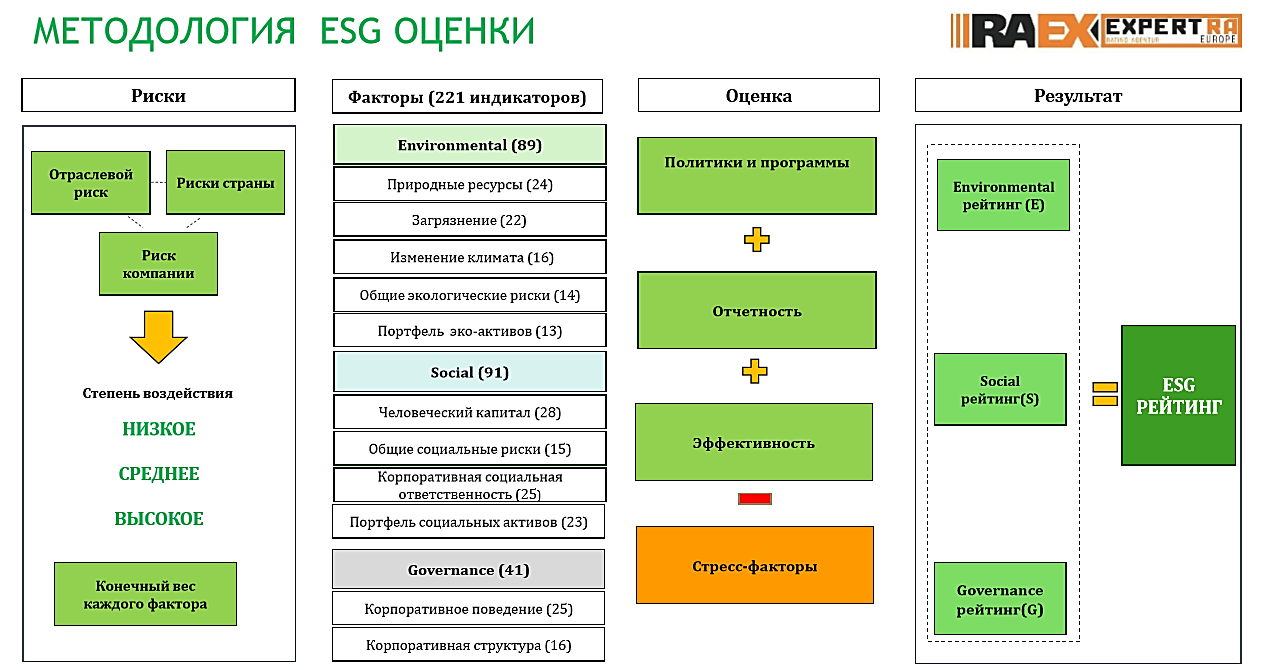 МЕТОДОЛОГИЯ ESG ОЦЕНКИ
RAEX
EXPERT RA
RATING AGENTUR
EUROPE
Риски
Отраслевой
риск
Риски страны
Риск
компании
Степень воздействия
НИЗКОЕ
СРЕДНЕЕ
ВЫСОКОЕ
Конечный вес
каждого фактора
Факторы (221 индикаторов)
Environmental (89)
Природные ресурсы (24)
Загрязнение (22)
Изменение климата (16)
Общие экологические риски (14)
Портфель эко-активов (13)
Social (91)
Человеческий капитал (28)
Общие социальные риски (15)
Корпоративная социальная
ответственность (25)
Портфель социальных активов (23)
Governance (41)
Корпоративное поведение (25)
Корпоративная структура (16)
Оценка
Политики и программы
Отчетность
Эффективность
Стресс-факторы
Результат
Environmental
рейтинг (E)
Social
рейтинг(S)
Governance
рейтинг(G)
ESG
РЕЙТИНГ